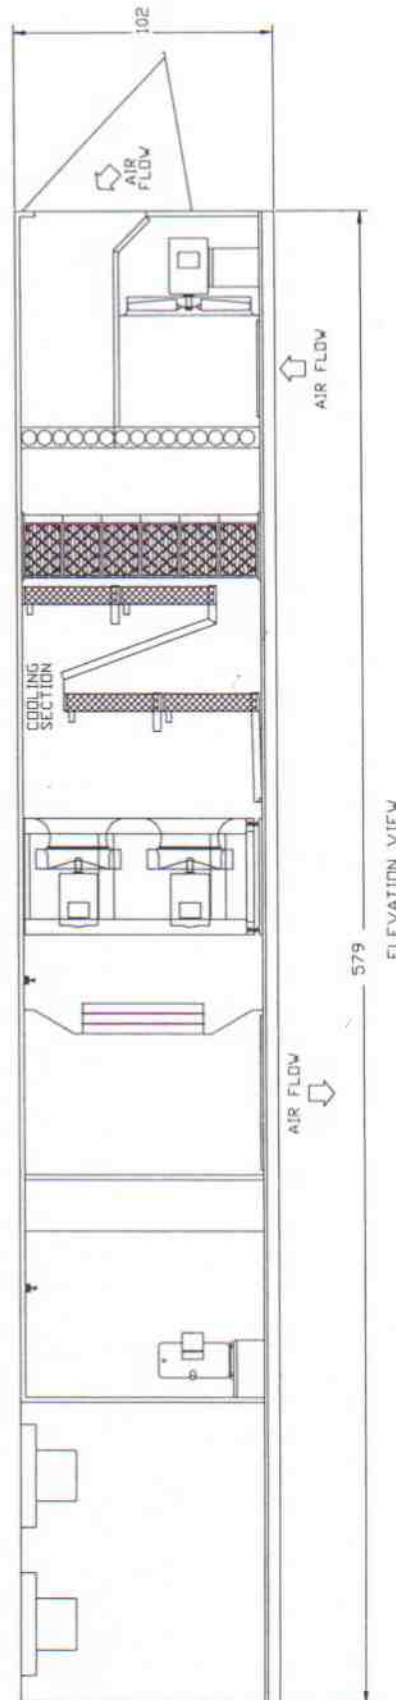 102
AIR
FLOW
AIR FLOW
COOLING
SECTION
AIR FLOW
579
ELEVATION VIEW